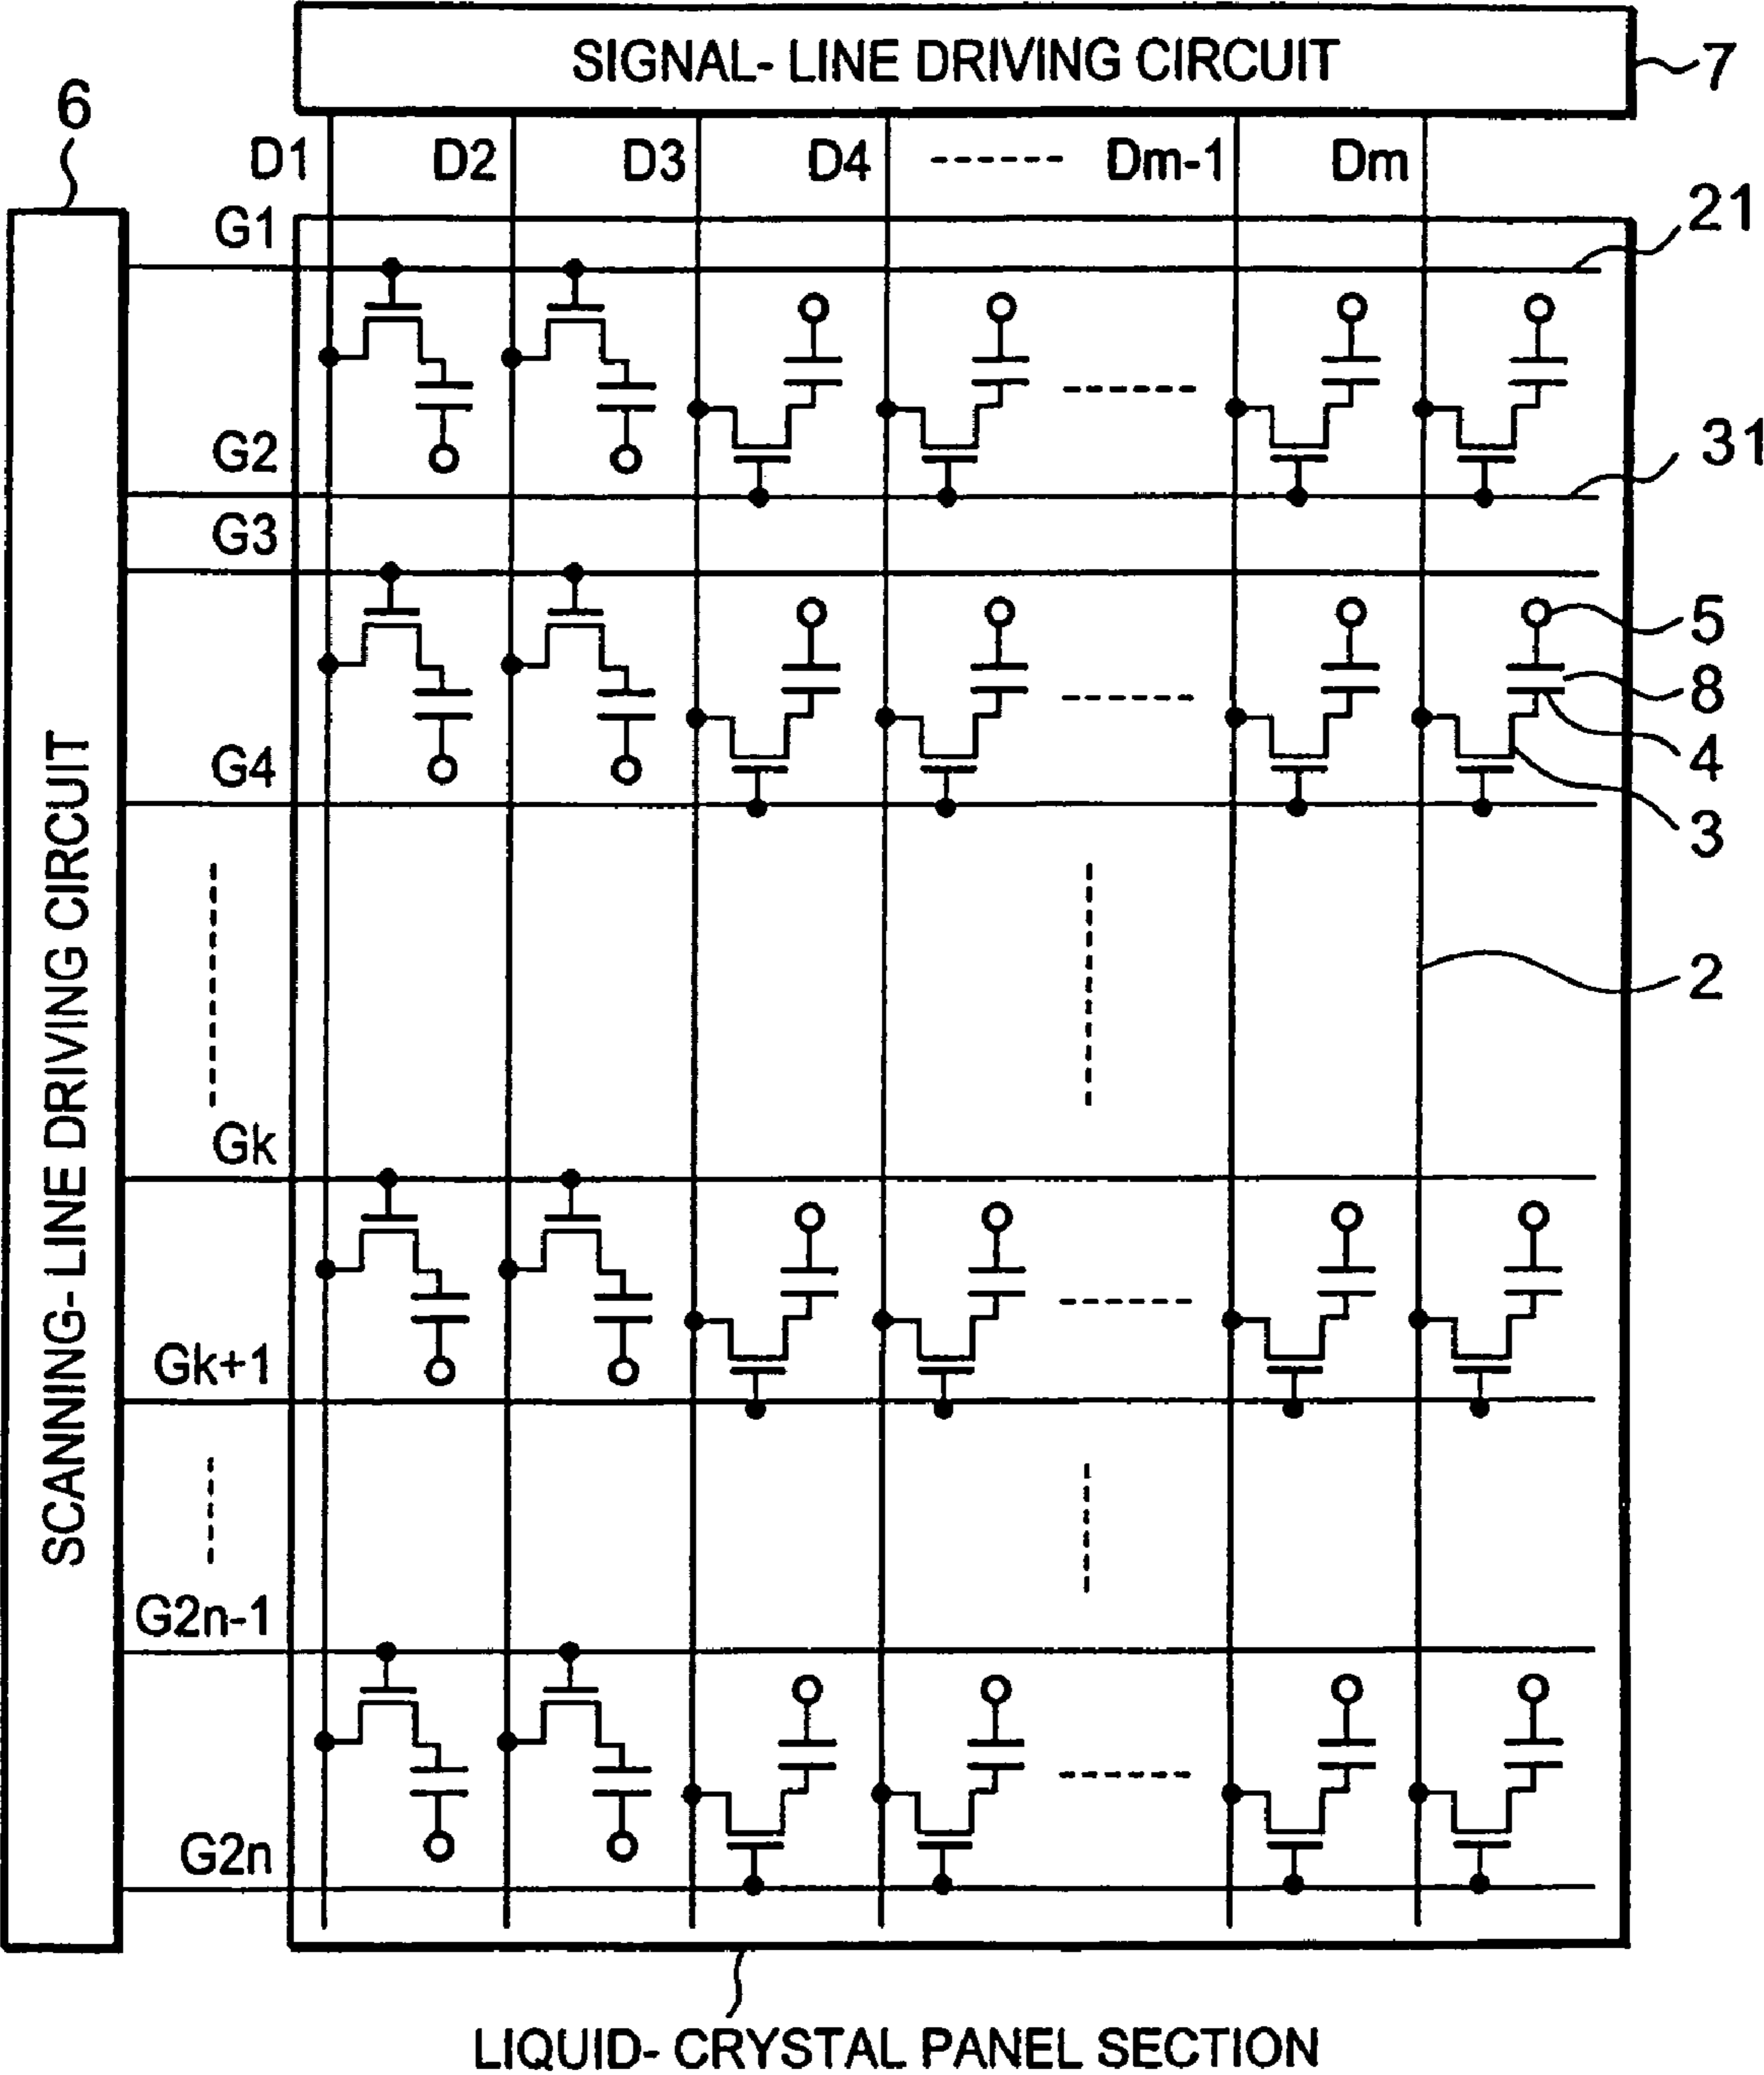 SIGNAL- LINE DRIVING CIRCUIT
7
6
D1 D2 D3 D4 Dm-1 Dm
21
G1
G2
31
G3
5
8
G4
4
3
SCANNING- LINE DRIVING CIRCUIT
2
Gk
Gk+1
G2n-1
G2n
LIQUID- CRYSTAL PANEL SECTION